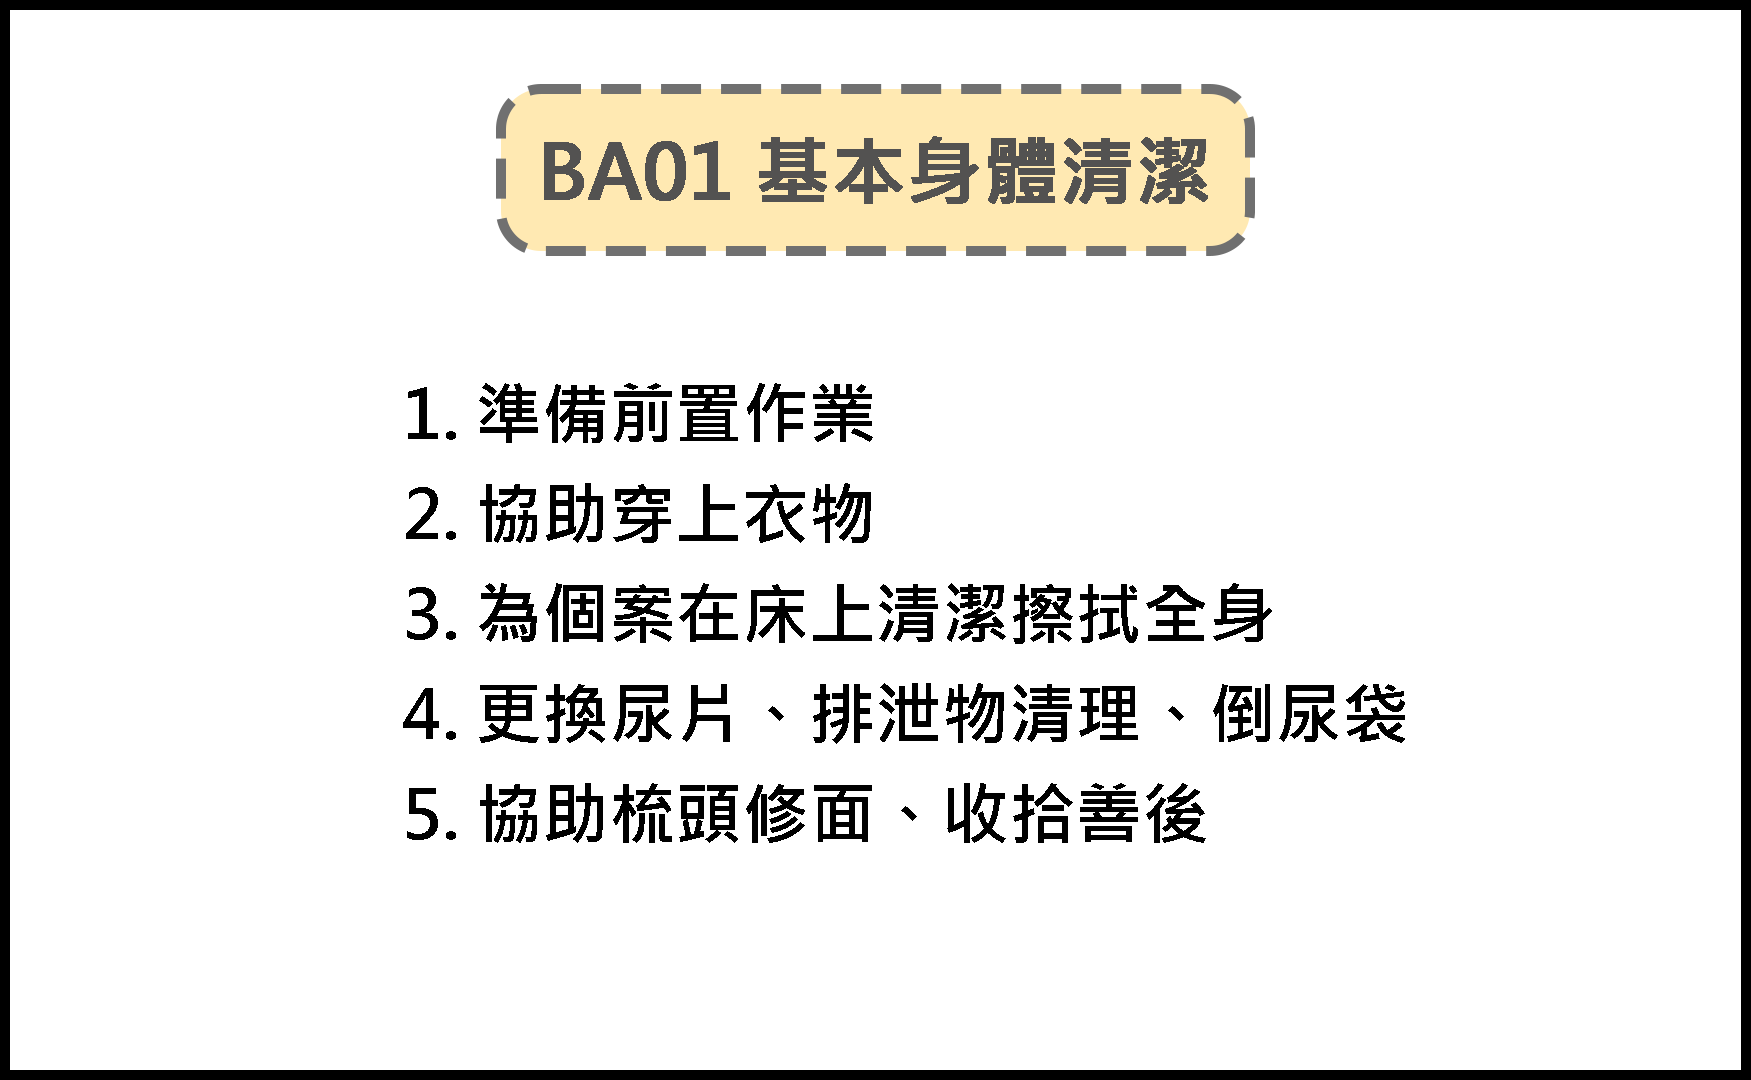 BA01 基本身體清潔
1. 準備前置作業
2. 協助穿上衣物
3. 為個案在床上清潔擦拭全身
4. 更換尿片、排泄物清理、倒尿袋
5. 協助梳頭修面、收拾善後